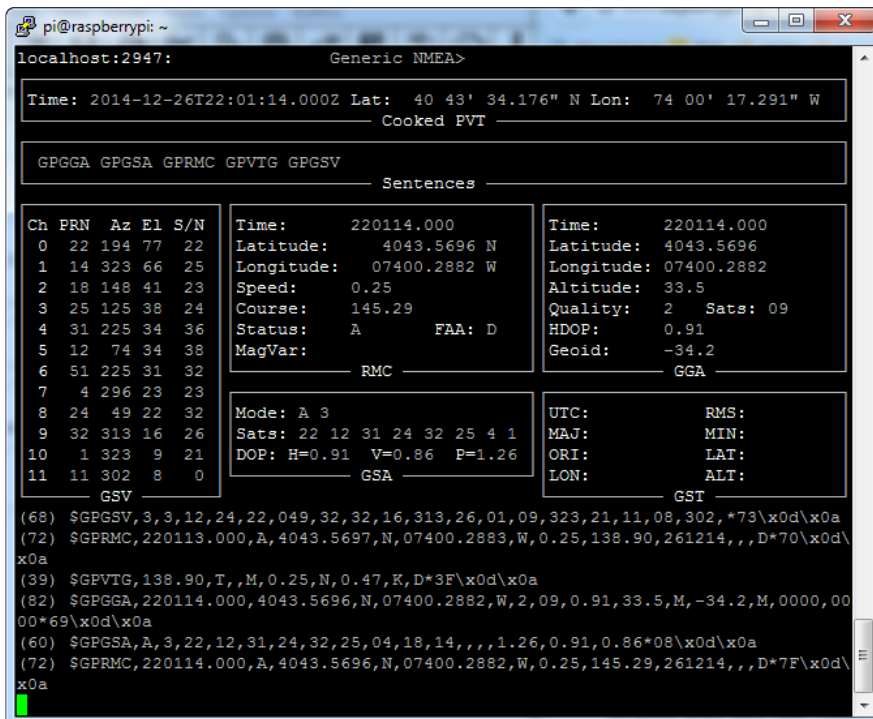 pi@raspberrypi: ~
localhost:2947: Generic NMEA>
Time: 2014-12-26T22:01:14.000Z Lat: 40 43' 34.176" N Lon: 74 00' 17.291" W
Cooked PVT
GPGGA GPGSA GPRMC GPVTG GPGSV
Sentences
Ch PRN Az El S/N
0 22 194 77 22
1 14 323 66 25
2 18 148 41 23
3 25 125 38 24
4 31 225 34 36
5 12 74 34 38
6 51 225 31 32
7 4 296 23 23
8 24 49 22 32
9 32 313 16 26
10 1 323 9 21
11 11 302 8 0
GSV
Time: 220114.000
Latitude: 4043.5696 N
Longitude: 07400.2882 W
Speed: 0.25
Course: 145.29
Status: A FAA: D
MagVar:
RMC
Time: 220114.000
Latitude: 4043.5696
Longitude: 07400.2882
Altitude: 33.5
Quality: 2 Sats: 09
HDOP: 0.91
Geoid: -34.2
GGA
Mode: A 3
Sats: 22 12 31 24 32 25 4 1
DOP: H=0.91 V=0.86 P=1.26
GSA
UTC: RMS:
MAJ: MIN:
ORI: LAT:
LON: ALT:
GST
(68) $GPGSV,3,3,12,24,22,049,32,32,16,313,26,01,09,323,21,11,08,302,*73\x0d\x0a
(72) $GPRMC,220113.000,A,4043.5697,N,07400.2883,W,0.25,138.90,261214,,,D*70\x0d\
x0a
(39) $GPVTG,138.90,T,,M,0.25,N,0.47,K,D*3F\x0d\x0a
(82) $GPGGA,220114.000,4043.5696,N,07400.2882,W,2,09,0.91,33.5,M,-34.2,M,0000,00
00*69\x0d\x0a
(60) $GPGSA,A,3,22,12,31,24,32,25,04,18,14,,,,1.26,0.91,0.86*08\x0d\x0a
(72) $GPRMC,220114.000,A,4043.5696,N,07400.2882,W,0.25,145.29,261214,,,D*7F\x0d\
x0a